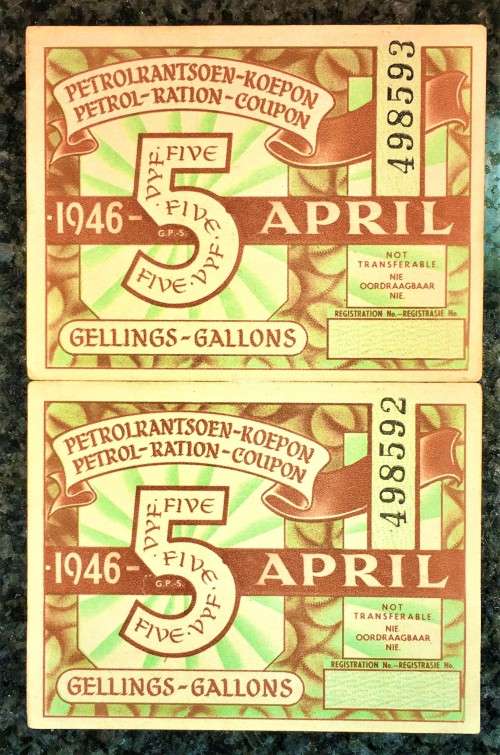 PETROLRANTSOEN-KOEPON
PETROL-RATION-COUPON
498593
VYF·FIVE
·FIVE·
FIVE·VYF·
5
·1946-
G.P.-S.
APRIL
NOT
TRANSFERABLE
NIE
OORDRAAGBAAR
NIE.
REGISTRATION No.—REGISTRASIE No.
GELLINGS-GALLONS
PETROLRANTSOEN-KOEPON
PETROL-RATION-COUPON
498592
VYF·FIVE
·FIVE·
FIVE·VYF·
5
·1946-
G.P.-S.
APRIL
NOT
TRANSFERABLE
NIE
OORDRAAGBAAR
NIE.
REGISTRATION No.—REGISTRASIE No.
GELLINGS-GALLONS